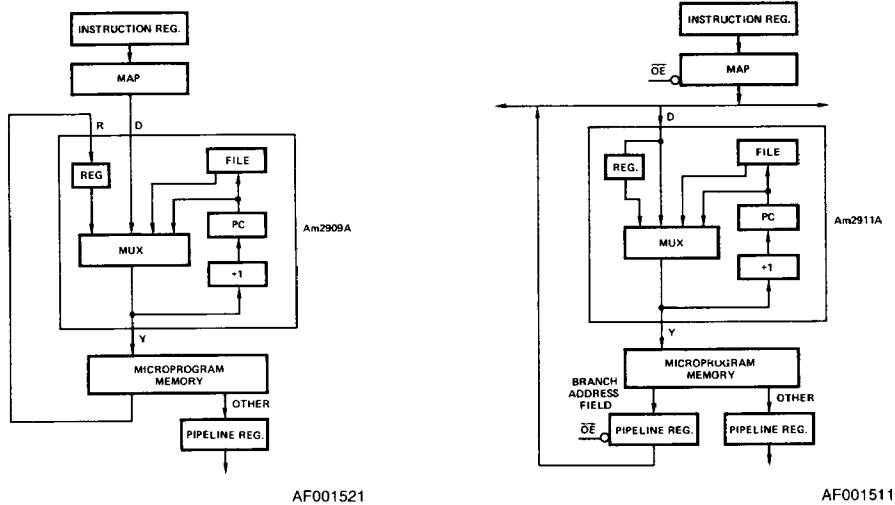 INSTRUCTION REG.
MAP
R
D
REG
FILE
PC
MUX
+1
Am2909A
Y
MICROPROGRAM
MEMORY
OTHER
PIPELINE REG.
AF001521
INSTRUCTION REG.
OE
MAP
D
REG.
FILE
PC
MUX
+1
Am2911A
Y
MICROPROGRAM
MEMORY
BRANCH
ADDRESS
FIELD
OTHER
OE
PIPELINE REG.
PIPELINE REG.
AF001511